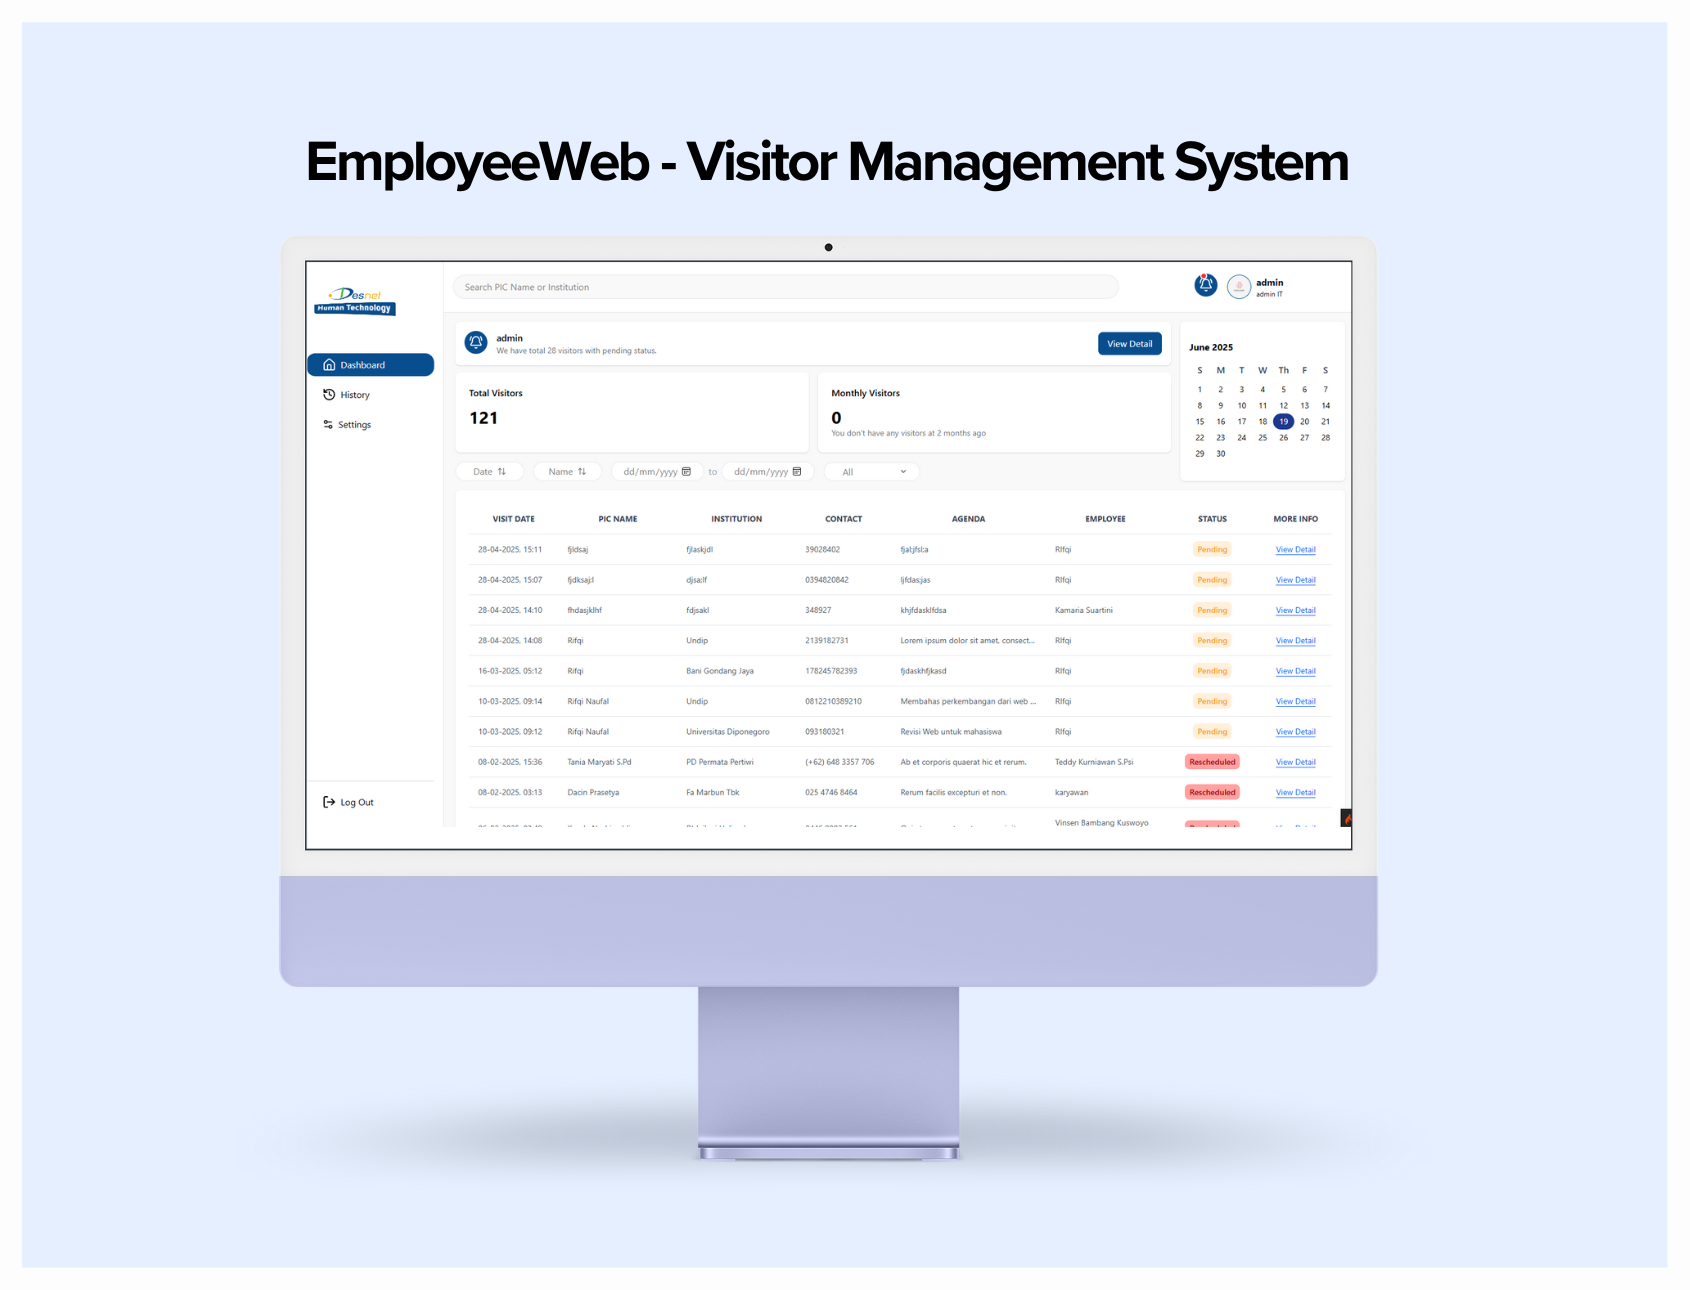 EmployeeWeb - Visitor Management System
Desnet
Human Technology
Search PIC Name or Institution
admin
admin IT
Dashboard
History
Settings
Log Out
admin
We have total 28 visitors with pending status.
View Detail
Total Visitors
121
Monthly Visitors
0
You don't have any visitors at 2 months ago
June 2025
S M T W Th F S
1 2 3 4 5 6 7
8 9 10 11 12 13 14
15 16 17 18 19 20 21
22 23 24 25 26 27 28
29 30
Date Name dd/mm/yyyy to dd/mm/yyyy All
VISIT DATE PIC NAME INSTITUTION CONTACT AGENDA EMPLOYEE STATUS MORE INFO
28-04-2025, 15:11 fjldsaj fjlaskjdl 39028402 fjal;jfsl;a RIfqi Pending View Detail
28-04-2025, 15:07 fjdksaj;l djsa;lf 0394820842 ljfdas;jas RIfqi Pending View Detail
28-04-2025, 14:10 fhdasjklhf fdjsakl 348927 khjfdasklfdsa Kamaria Suartini Pending View Detail
28-04-2025, 14:08 Rifqi Undip 2139182731 Lorem ipsum dolor sit amet, consect... RIfqi Pending View Detail
16-03-2025, 05:12 Rifqi Bani Gondang Jaya 178245782393 fjdaskhfjkasd RIfqi Pending View Detail
10-03-2025, 09:14 Rifqi Naufal Undip 0812210389210 Membahas perkembangan dari web ... RIfqi Pending View Detail
10-03-2025, 09:12 Rifqi Naufal Universitas Diponegoro 093180321 Revisi Web untuk mahasiswa RIfqi Pending View Detail
08-02-2025, 15:36 Tania Maryati S.Pd PD Permata Pertiwi (+62) 648 3357 706 Ab et corporis quaerat hic et rerum. Teddy Kurniawan S.Psi Rescheduled View Detail
08-02-2025, 03:13 Dacin Prasetya Fa Marbun Tbk 025 4746 8464 Rerum facilis excepturi et non. karyawan Rescheduled View Detail
Vinsen Bambang Kuswoyo